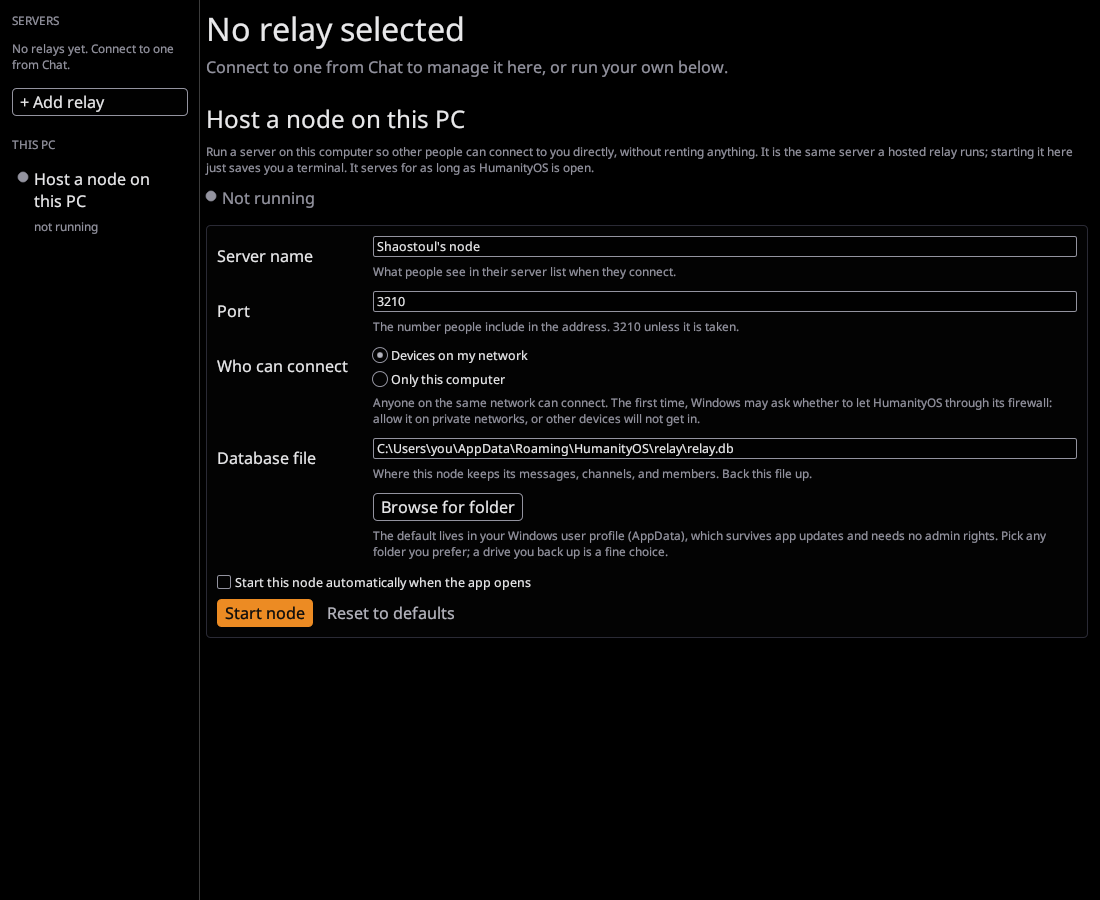 SERVERS
No relays yet. Connect to one
from Chat.
+ Add relay
THIS PC
Host a node on
this PC
not running
No relay selected
Connect to one from Chat to manage it here, or run your own below.
Host a node on this PC
Run a server on this computer so other people can connect to you directly, without renting anything. It is the same server a hosted relay runs; starting it here
just saves you a terminal. It serves for as long as HumanityOS is open.
Not running
Server name
Shaostoul's node
What people see in their server list when they connect.
Port
3210
The number people include in the address. 3210 unless it is taken.
Who can connect
Devices on my network
Only this computer
Anyone on the same network can connect. The first time, Windows may ask whether to let HumanityOS through its firewall:
allow it on private networks, or other devices will not get in.
Database file
C:\Users\you\AppData\Roaming\HumanityOS\relay\relay.db
Where this node keeps its messages, channels, and members. Back this file up.
Browse for folder
The default lives in your Windows user profile (AppData), which survives app updates and needs no admin rights. Pick any
folder you prefer; a drive you back up is a fine choice.
Start this node automatically when the app opens
Start node
Reset to defaults